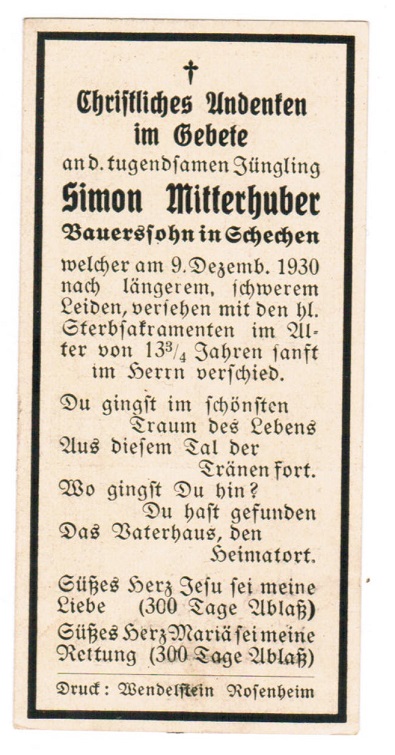 Christliches Andenken
im Gebete
an d. tugendsamen Jüngling
Simon Mitterhuber
Bauerssohn in Schechen
welcher am 9. Dezemb. 1930
nach längerem, schwerem
Leiden, versehen mit den hl.
Sterbsakramenten im Al-
ter von 13¾ Jahren sanft
im Herrn verschied.
Du gingst im schönsten
Traum des Lebens
Aus diesem Tal der
Tränen fort.
Wo gingst Du hin?
Du hast gefunden
Das Vaterhaus, den
Heimatort.
Süßes Herz Jesu sei meine
Liebe (300 Tage Ablaß)
Süßes Herz Mariä sei meine
Rettung (300 Tage Ablaß)
Druck: Wendelstein Rosenheim